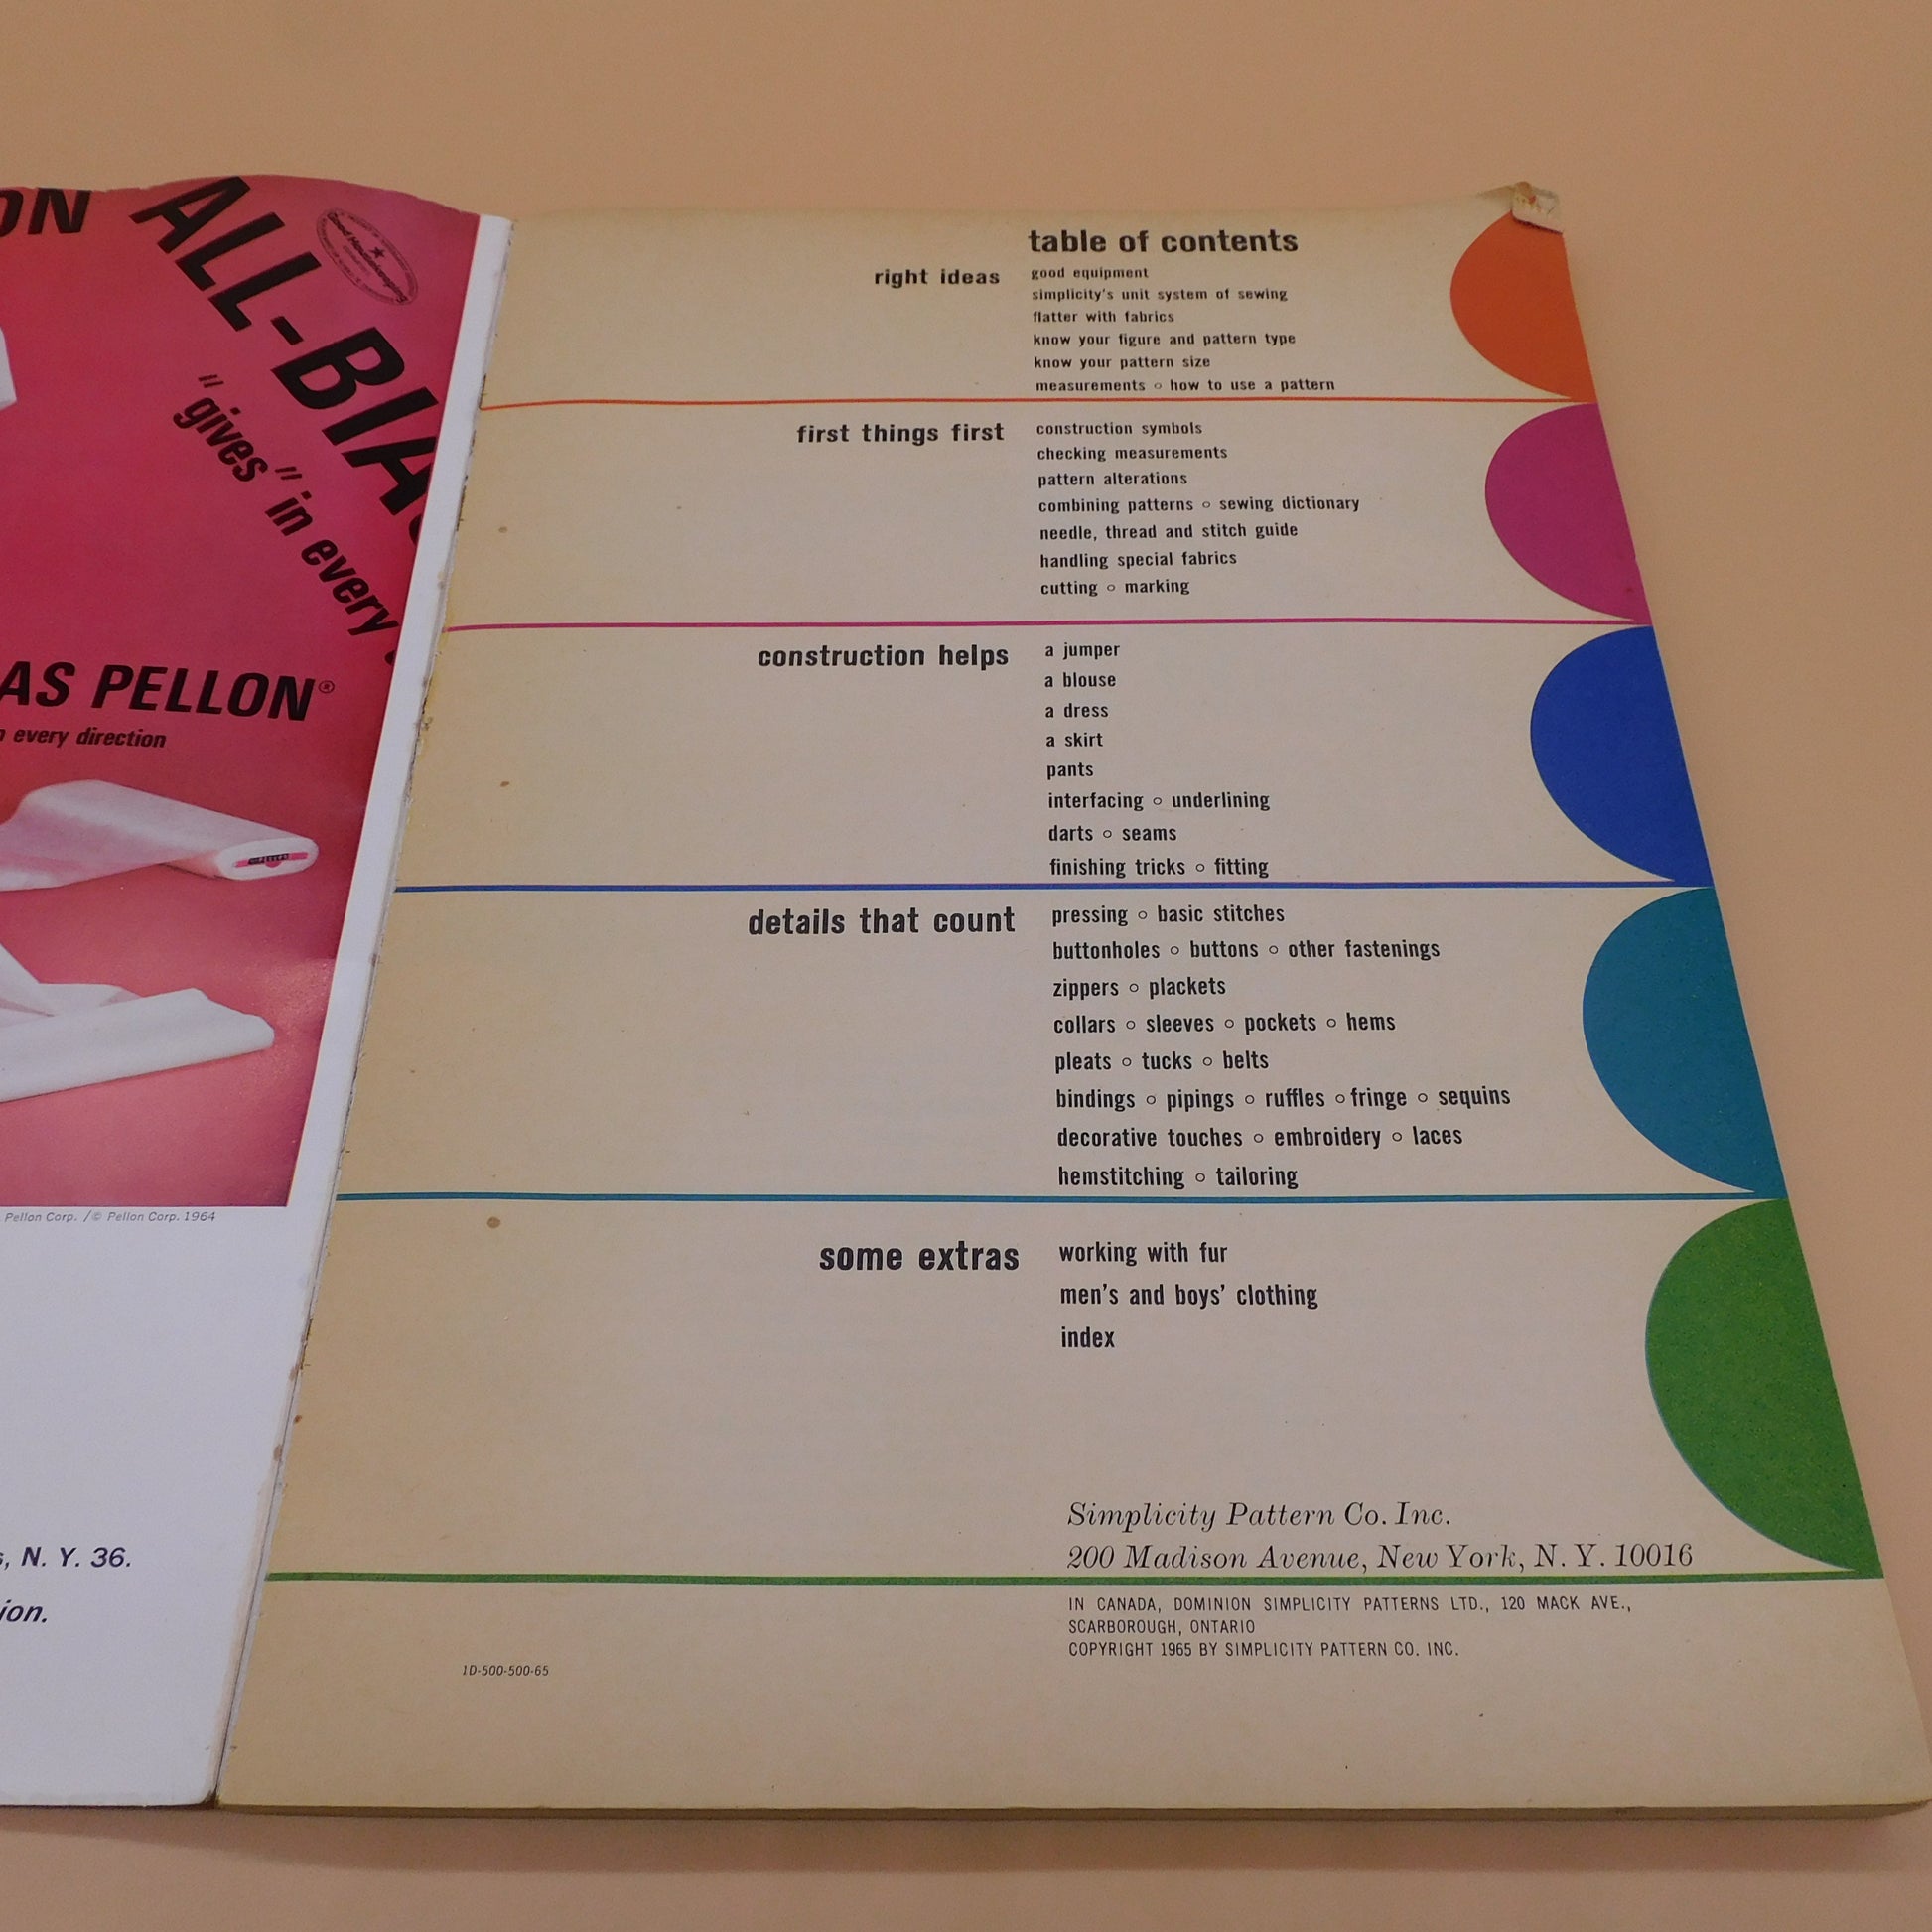 ON ALL-BIAS
Good Housekeeping
"gives" in every
AS PELLON®
every direction
Pellon Corp. /© Pellon Corp. 1964
N. Y. 36.
table of contents
right ideas
good equipment
simplicity's unit system of sewing
flatter with fabrics
know your figure and pattern type
know your pattern size
measurements ○ how to use a pattern
first things first
construction symbols
checking measurements
pattern alterations
combining patterns ○ sewing dictionary
needle, thread and stitch guide
handling special fabrics
cutting ○ marking
construction helps
a jumper
a blouse
a dress
a skirt
pants
interfacing ○ underlining
darts ○ seams
finishing tricks ○ fitting
details that count
pressing ○ basic stitches
buttonholes ○ buttons ○ other fastenings
zippers ○ plackets
collars ○ sleeves ○ pockets ○ hems
pleats ○ tucks ○ belts
bindings ○ pipings ○ ruffles ○ fringe ○ sequins
decorative touches ○ embroidery ○ laces
hemstitching ○ tailoring
some extras
working with fur
men's and boys' clothing
index
Simplicity Pattern Co. Inc.
200 Madison Avenue, New York, N. Y. 10016
IN CANADA, DOMINION SIMPLICITY PATTERNS LTD., 120 MACK AVE.,
SCARBOROUGH, ONTARIO
COPYRIGHT 1965 BY SIMPLICITY PATTERN CO. INC.
1D-500-500-65